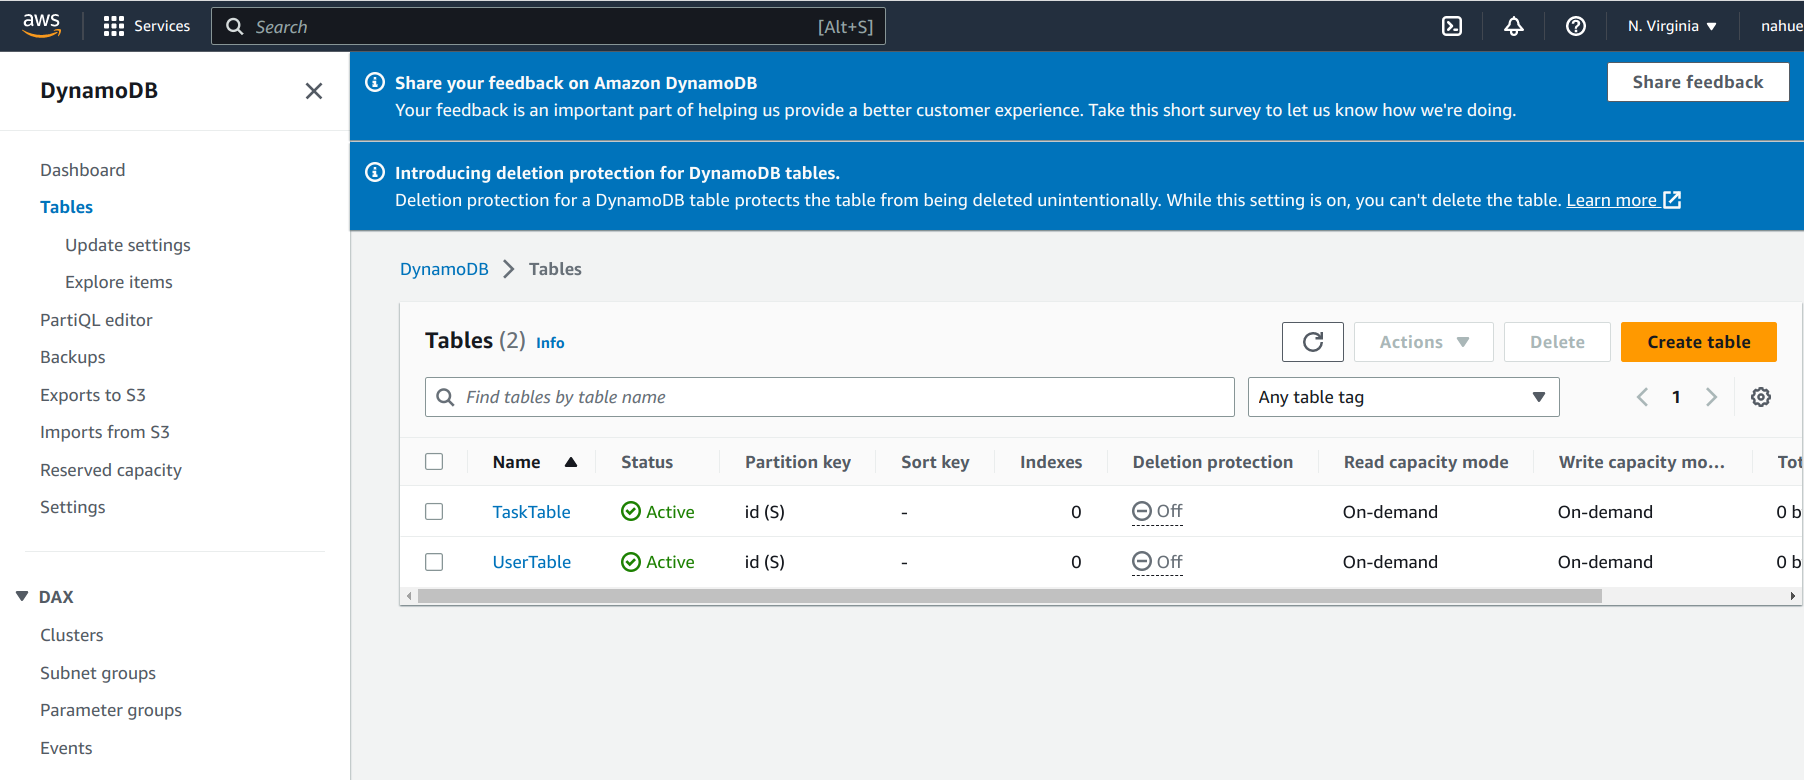 aws
Services
Search
[Alt+S]
N. Virginia
nahue
DynamoDB
Dashboard
Tables
Update settings
Explore items
PartiQL editor
Backups
Exports to S3
Imports from S3
Reserved capacity
Settings
DAX
Clusters
Subnet groups
Parameter groups
Events
Share your feedback on Amazon DynamoDB
Your feedback is an important part of helping us provide a better customer experience. Take this short survey to let us know how we're doing.
Share feedback
Introducing deletion protection for DynamoDB tables.
Deletion protection for a DynamoDB table protects the table from being deleted unintentionally. While this setting is on, you can't delete the table. Learn more
DynamoDB > Tables
Tables (2) Info
Actions
Delete
Create table
Find tables by table name
Any table tag
1
Name Status Partition key Sort key Indexes Deletion protection Read capacity mode Write capacity mo... Tot
TaskTable Active id (S) - 0 Off On-demand On-demand 0 b
UserTable Active id (S) - 0 Off On-demand On-demand 0 b